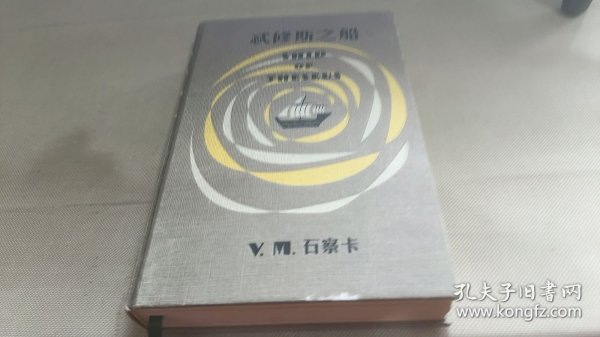 忒修斯之船
SHIP
OF
THESEUS
V. M. 石察卡
孔夫子旧书网
www.kongfz.com